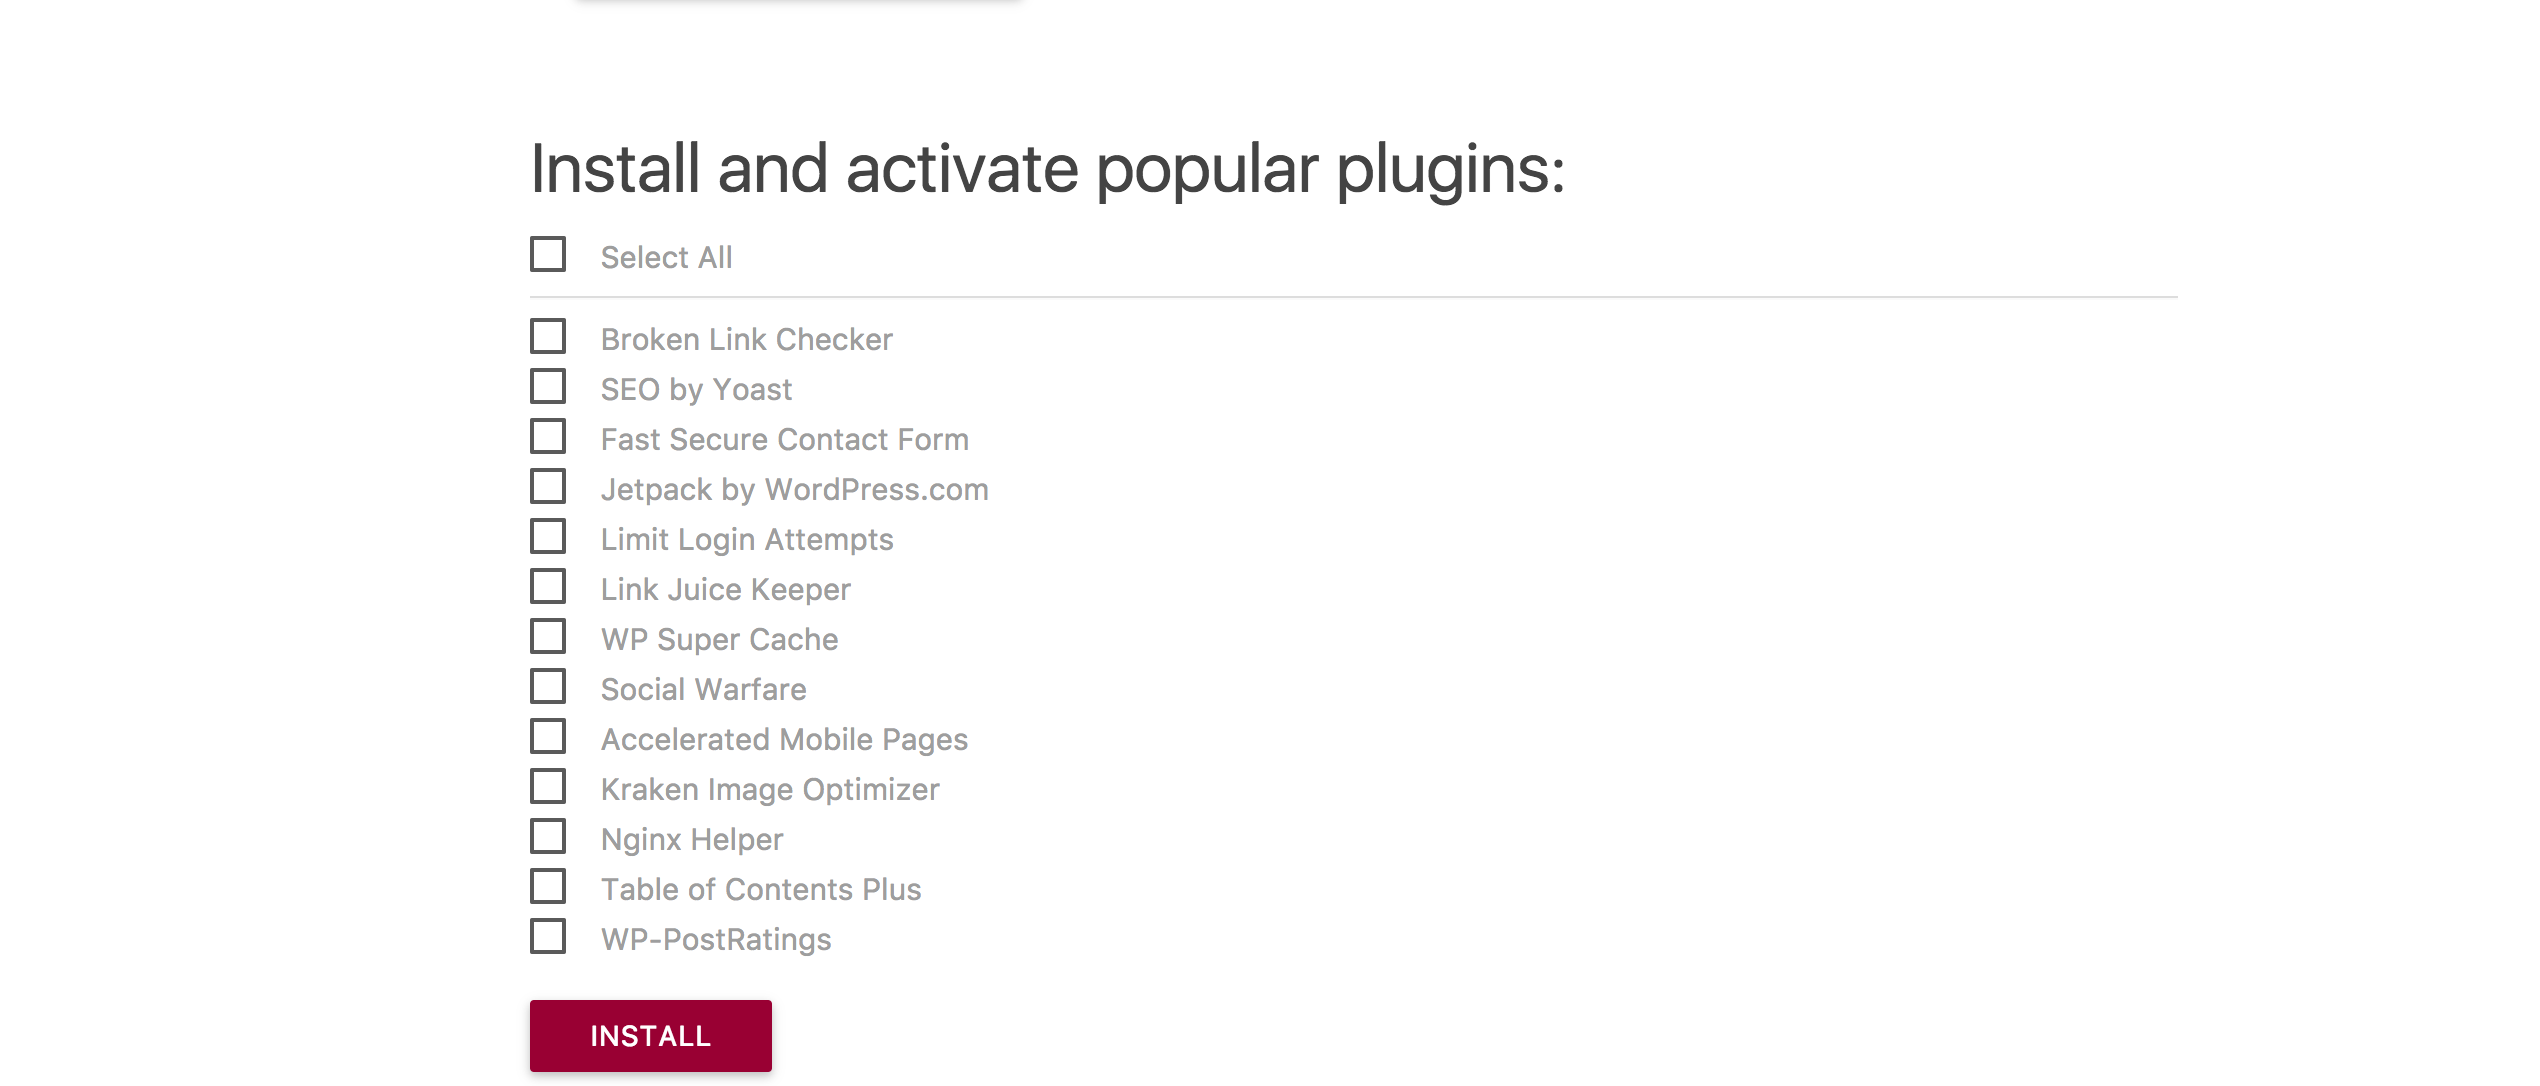 Install and activate popular plugins:
Select All
Broken Link Checker
SEO by Yoast
Fast Secure Contact Form
Jetpack by WordPress.com
Limit Login Attempts
Link Juice Keeper
WP Super Cache
Social Warfare
Accelerated Mobile Pages
Kraken Image Optimizer
Nginx Helper
Table of Contents Plus
WP-PostRatings
INSTALL